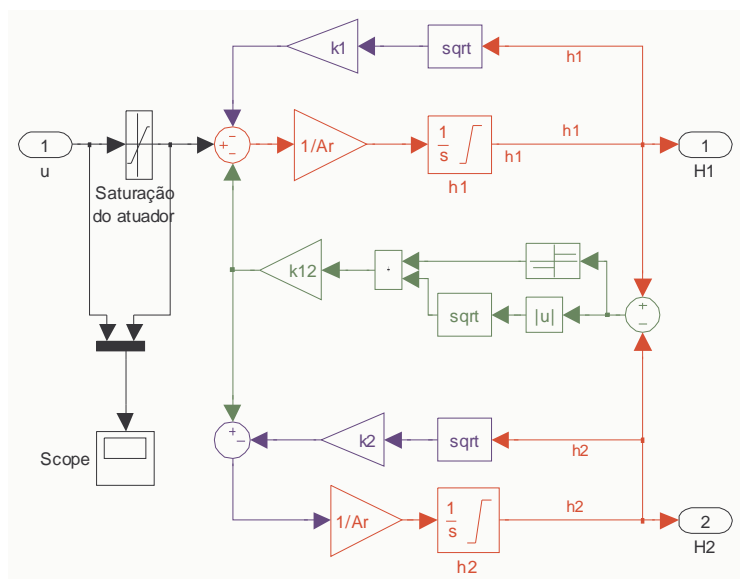 k1
sqrt
h1
1
u
Saturação
do atuador
1/Ar
1
s
h1
h1
h1
1
H1
k12
sqrt
|u|
Scope
k2
sqrt
h2
1/Ar
1
s
h2
h2
2
H2